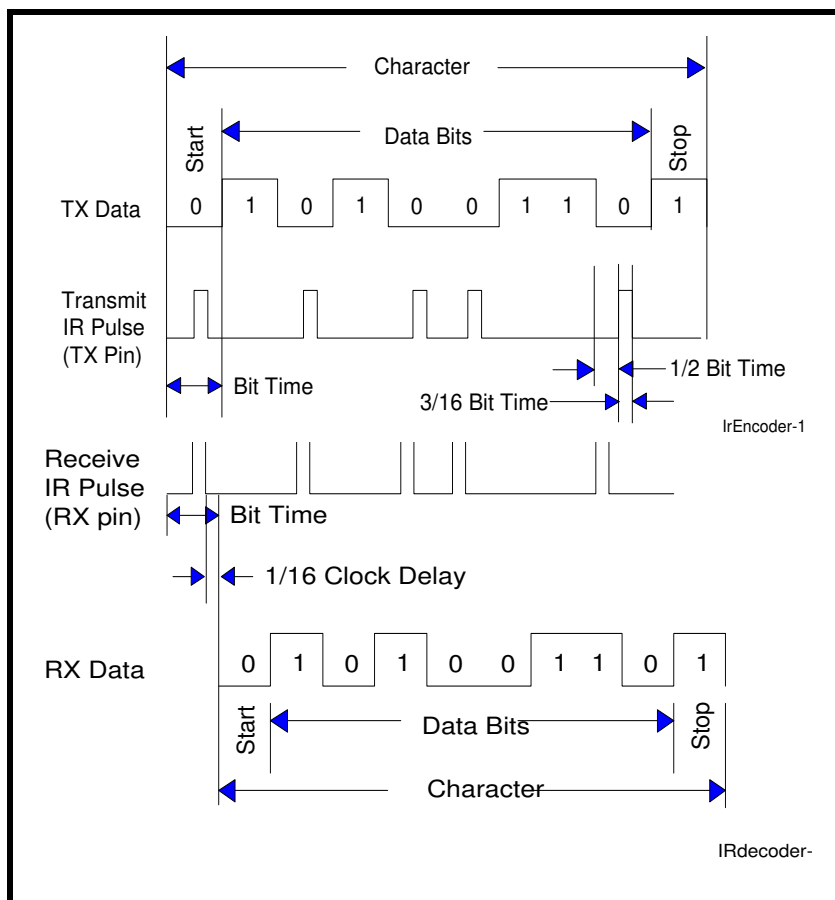 Character
Start
Data Bits
Stop
TX Data 0 1 0 1 0 0 1 1 0 1
Transmit
IR Pulse
(TX Pin)
Bit Time
1/2 Bit Time
3/16 Bit Time
IrEncoder-1
Receive
IR Pulse
(RX pin)
Bit Time
1/16 Clock Delay
RX Data 0 1 0 1 0 0 1 1 0 1
Start
Data Bits
Stop
Character
IRdecoder-